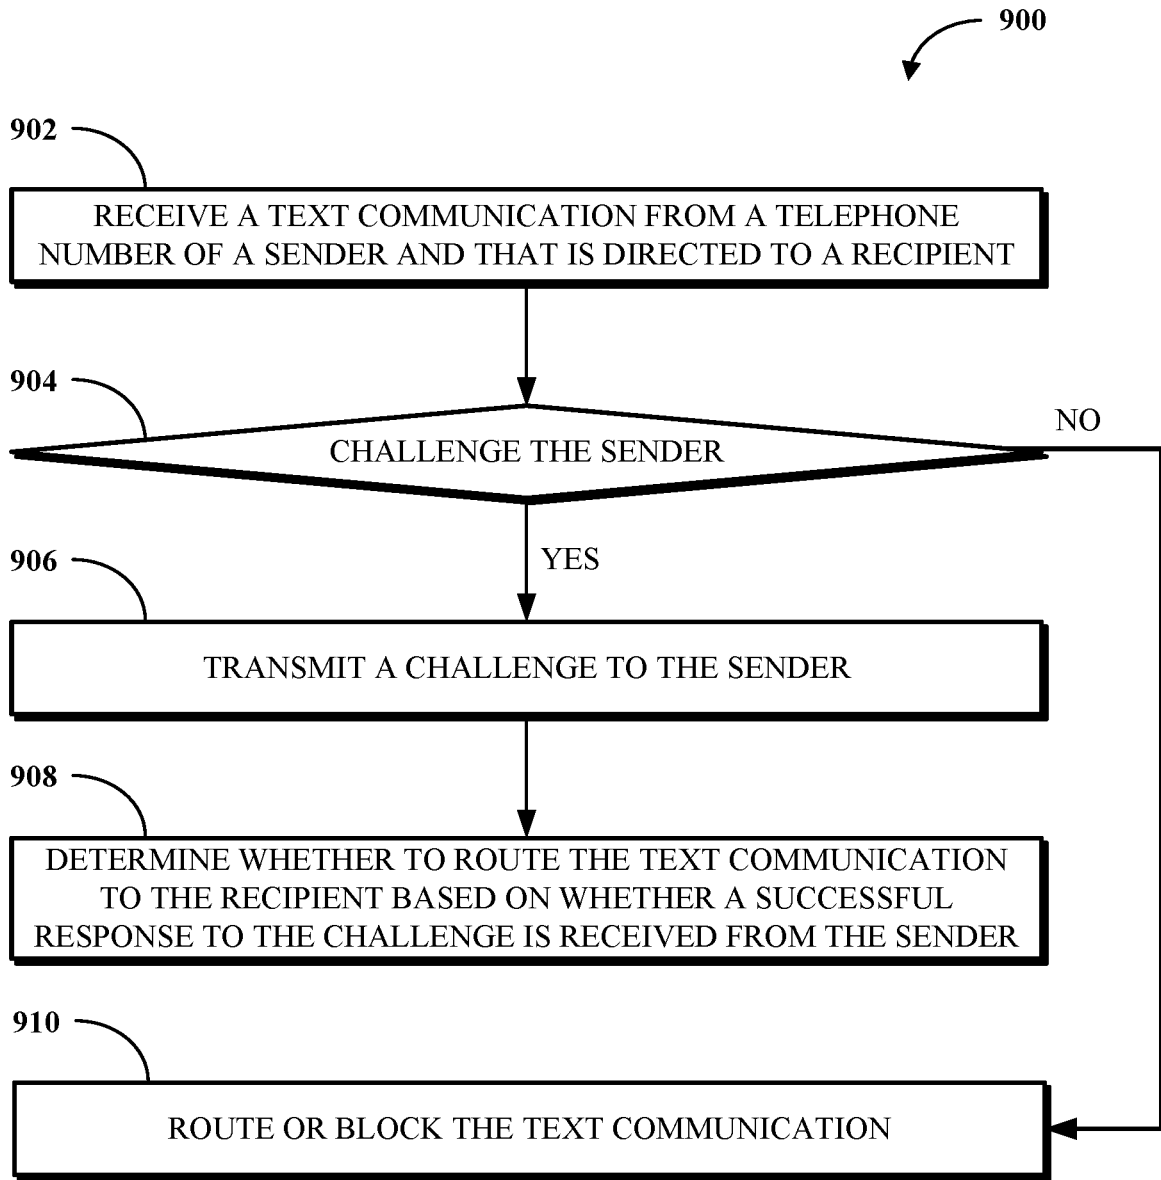 900
902
RECEIVE A TEXT COMMUNICATION FROM A TELEPHONE
NUMBER OF A SENDER AND THAT IS DIRECTED TO A RECIPIENT
904
CHALLENGE THE SENDER
NO
YES
906
TRANSMIT A CHALLENGE TO THE SENDER
908
DETERMINE WHETHER TO ROUTE THE TEXT COMMUNICATION
TO THE RECIPIENT BASED ON WHETHER A SUCCESSFUL
RESPONSE TO THE CHALLENGE IS RECEIVED FROM THE SENDER
910
ROUTE OR BLOCK THE TEXT COMMUNICATION